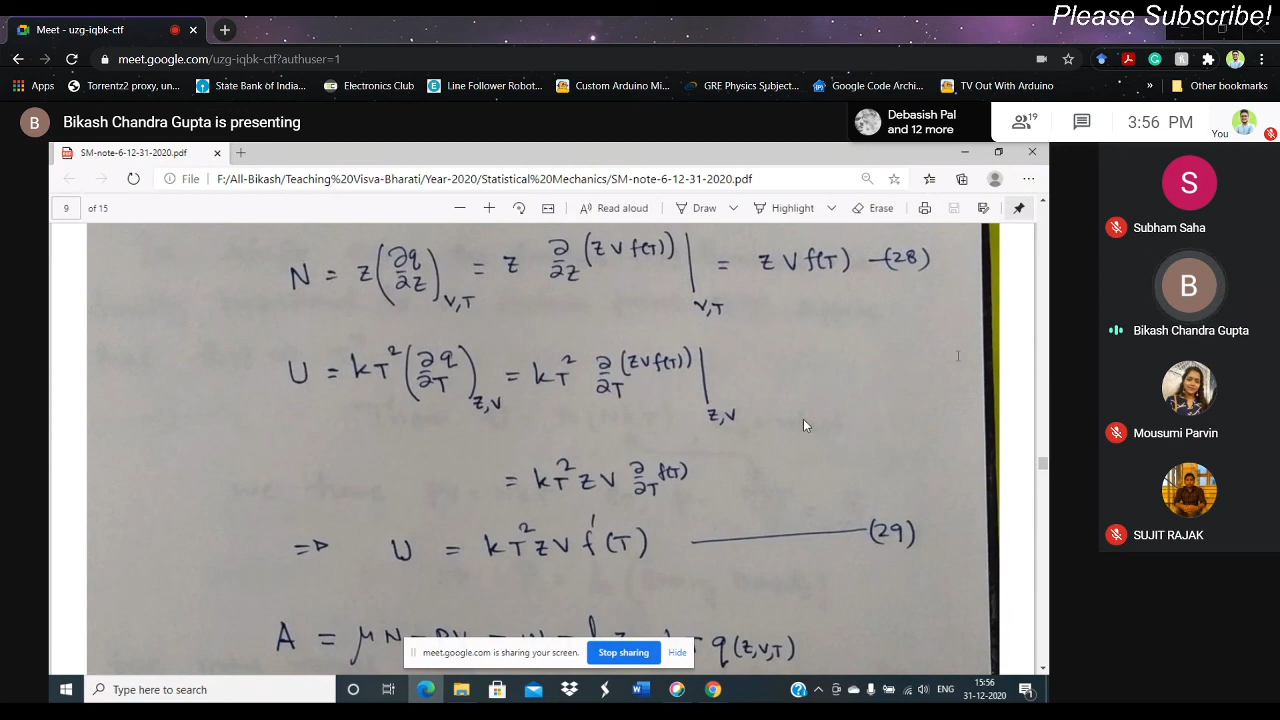 Please Subscribe!
Meet - uzg-iqbk-ctf
meet.google.com/uzg-iqbk-ctf?authuser=1
Apps Torrentz2 proxy, un... State Bank of India... Electronics Club Line Follower Robot... Custom Arduino Mi... GRE Physics Subject... Google Code Archi... TV Out With Arduino » Other bookmarks
B Bikash Chandra Gupta is presenting
Debasish Pal
and 12 more
19
3:56 PM
You
SM-note-6-12-31-2020.pdf
File F:/All-Bikash/Teaching%20Visva-Bharati/Year-2020/Statistical%20Mechanics/SM-note-6-12-31-2020.pdf
9 of 15 Read aloud Draw Highlight Erase
N = z(∂q/∂z)_{V,T} = z ∂/∂z (zVf(T))|_{V,T} = zVf(T) —(28)
U = kT²(∂q/∂T)_{z,V} = kT² ∂/∂T (zVf(T))|_{z,V}
= kT² zV ∂/∂T f(T)
=> U = kT² zV f'(T) ——— (29)
A = μN q(z,V,T)
meet.google.com is sharing your screen. Stop sharing Hide
S
Subham Saha
B
Bikash Chandra Gupta
Mousumi Parvin
SUJIT RAJAK
Type here to search
ENG
15:56
31-12-2020
1